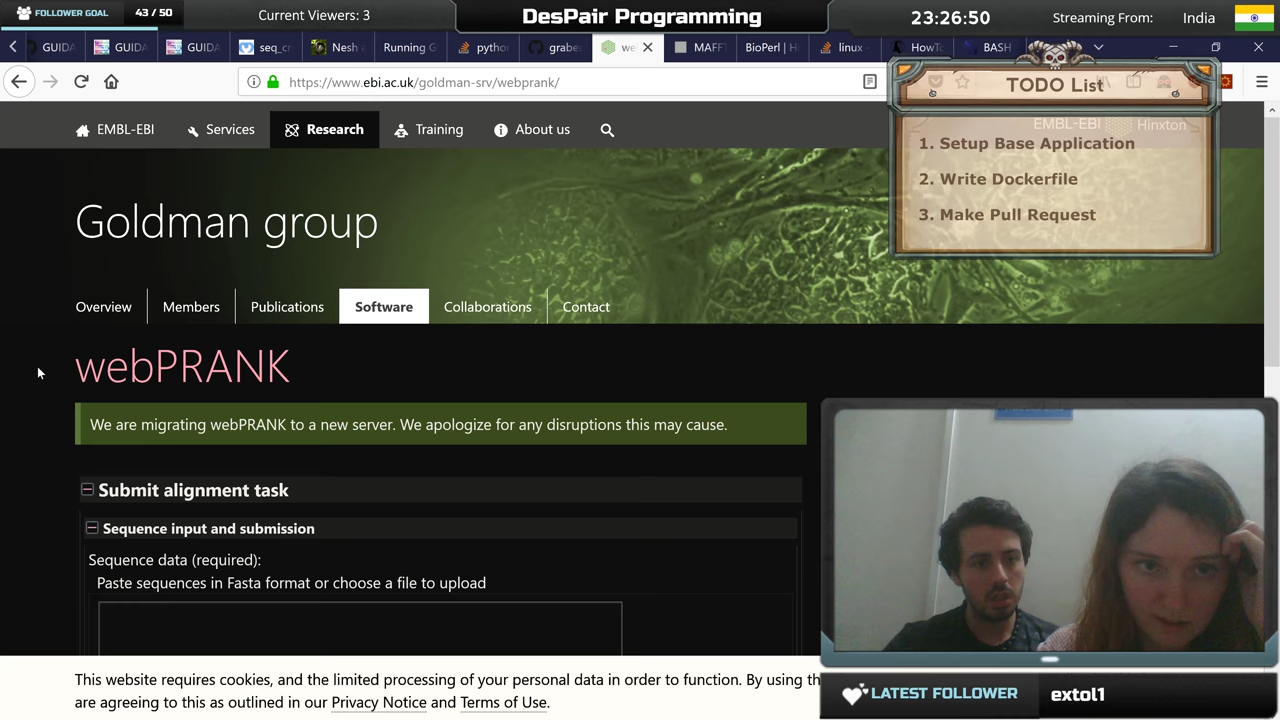 FOLLOWER GOAL 43 / 50
Current Viewers: 3
DesPair Programming
23:26:50
Streaming From: India
GUIDA
GUIDA
GUIDA
seq_cr
Nesh
Running G
python
grabe
we
MAFF
BioPerl | H
linux
HowTo
BASH
https://www.ebi.ac.uk/goldman-srv/webprank/
TODO List
1. Setup Base Application
2. Write Dockerfile
3. Make Pull Request
EMBL-EBI
Services
Research
Training
About us
EMBL-EBI Hinxton
Goldman group
Overview
Members
Publications
Software
Collaborations
Contact
webPRANK
We are migrating webPRANK to a new server. We apologize for any disruptions this may cause.
Submit alignment task
Sequence input and submission
Sequence data (required):
Paste sequences in Fasta format or choose a file to upload
This website requires cookies, and the limited processing of your personal data in order to function. By using th
are agreeing to this as outlined in our Privacy Notice and Terms of Use.
LATEST FOLLOWER extol1